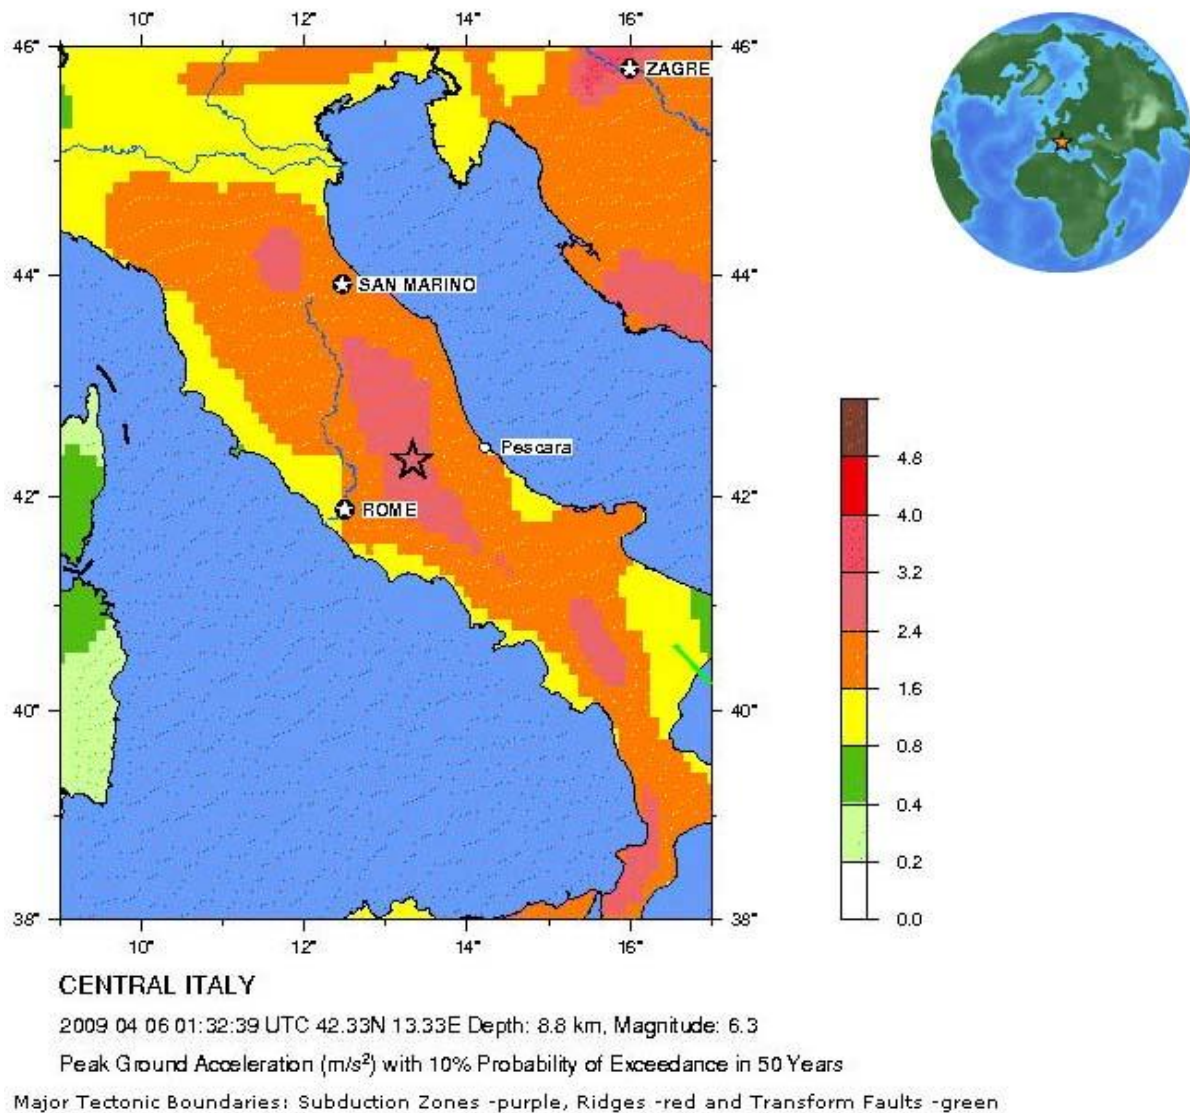 10° 12° 14° 16°
46° 46°
ZAGRE
44° 44°
SAN MARINO
Pescara
42° 42°
ROME
40° 40°
38° 38°
10° 12° 14° 16°
4.8
4.0
3.2
2.4
1.6
0.8
0.4
0.2
0.0
CENTRAL ITALY
2009 04 06 01:32:39 UTC 42.33N 13.33E Depth: 8.8 km, Magnitude: 6.3
Peak Ground Acceleration (m/s²) with 10% Probability of Exceedance in 50 Years
Major Tectonic Boundaries: Subduction Zones -purple, Ridges -red and Transform Faults -green